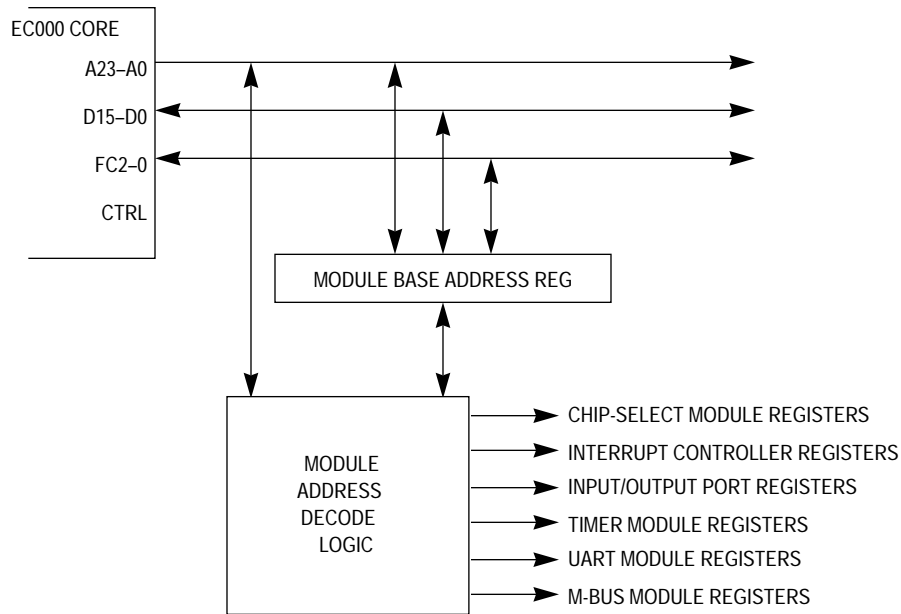 EC000 CORE
A23–A0
D15–D0
FC2–0
CTRL
MODULE BASE ADDRESS REG
MODULE
ADDRESS
DECODE
LOGIC
CHIP-SELECT MODULE REGISTERS
INTERRUPT CONTROLLER REGISTERS
INPUT/OUTPUT PORT REGISTERS
TIMER MODULE REGISTERS
UART MODULE REGISTERS
M-BUS MODULE REGISTERS